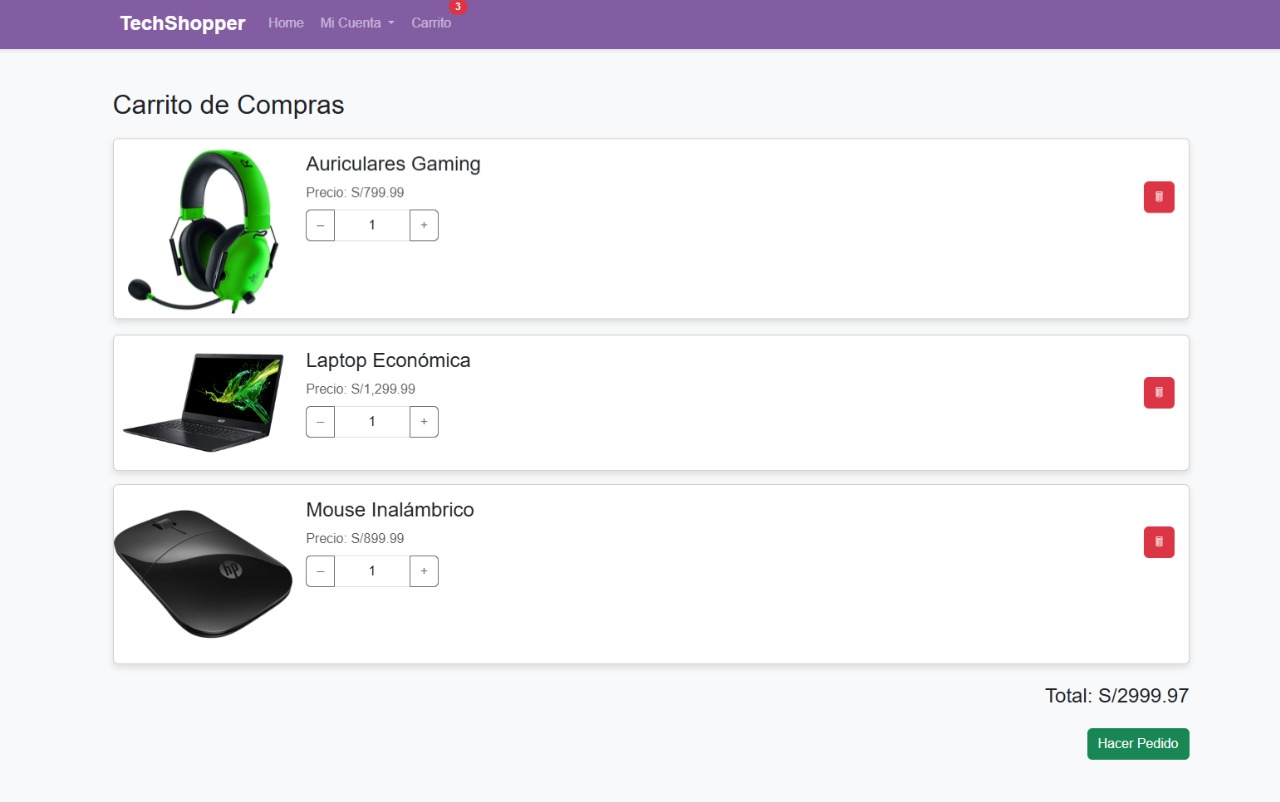 TechShopper Home Mi Cuenta Carrito 3
Carrito de Compras
Auriculares Gaming
Precio: S/799.99
– 1 +
Laptop Económica
Precio: S/1,299.99
– 1 +
Mouse Inalámbrico
Precio: S/899.99
– 1 +
hp
Total: S/2999.97
Hacer Pedido